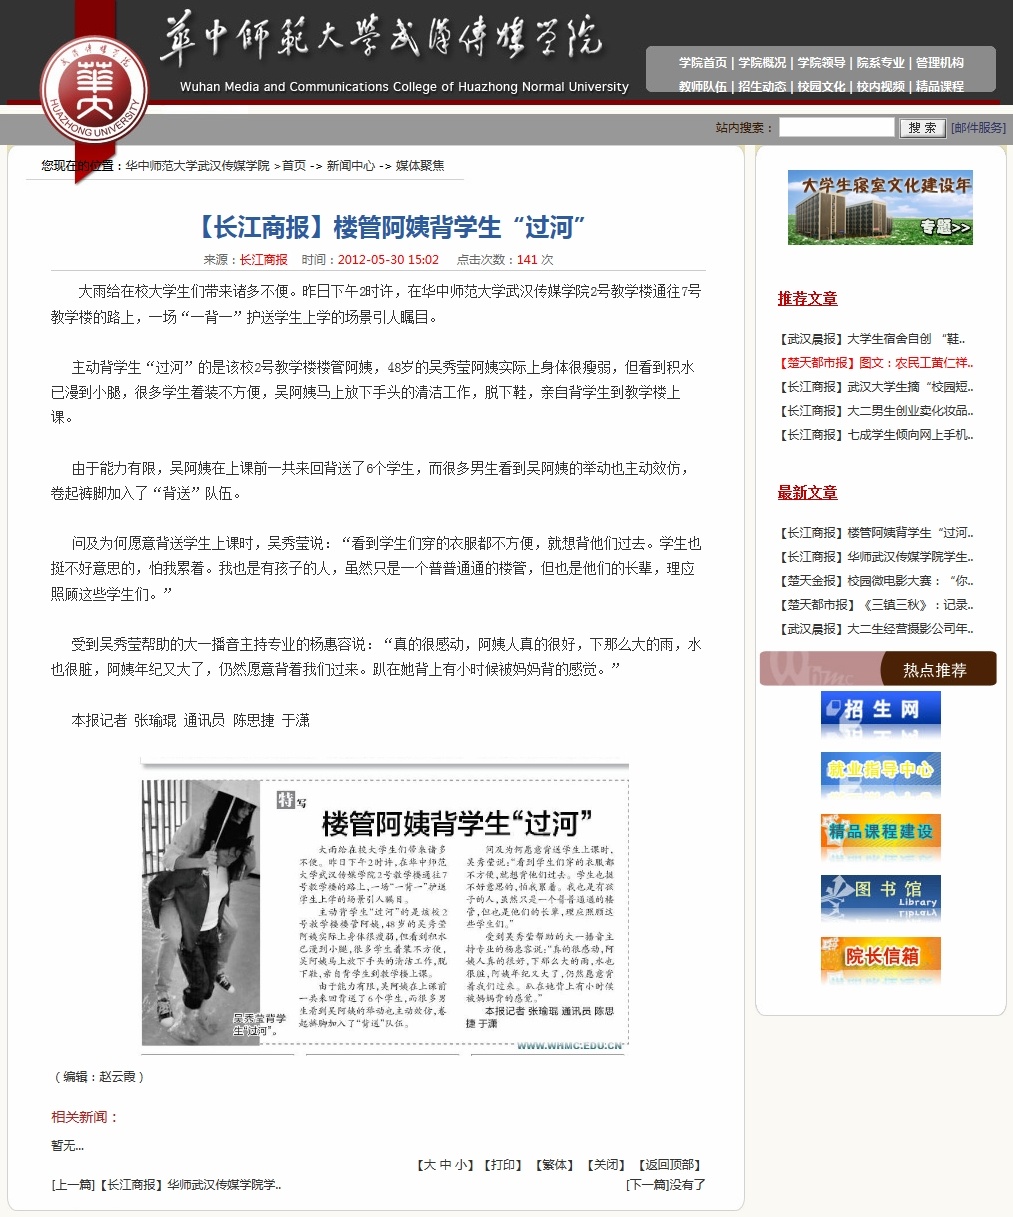 華中師範大學武漢傳媒學院
Wuhan Media and Communications College of Huazhong Normal University
HUAZHONG UNIVERSITY
学院首页 | 学院概况 | 学院领导 | 院系专业 | 管理机构
教师队伍 | 招生动态 | 校园文化 | 校内视频 | 精品课程
站内搜索： 搜 索 [邮件服务]
您现在的位置：华中师范大学武汉传媒学院 >首页 -> 新闻中心 -> 媒体聚焦
【长江商报】楼管阿姨背学生“过河”
来源：长江商报 时间：2012-05-30 15:02 点击次数：141 次
大雨给在校大学生们带来诸多不便。昨日下午2时许，在华中师范大学武汉传媒学院2号教学楼通往7号
教学楼的路上，一场“一背一”护送学生上学的场景引人瞩目。
主动背学生“过河”的是该校2号教学楼楼管阿姨，48岁的吴秀莹阿姨实际上身体很瘦弱，但看到积水
已漫到小腿，很多学生着装不方便，吴阿姨马上放下手头的清洁工作，脱下鞋，亲自背学生到教学楼上
课。
由于能力有限，吴阿姨在上课前一共来回背送了6个学生，而很多男生看到吴阿姨的举动也主动效仿，
卷起裤脚加入了“背送”队伍。
问及为何愿意背送学生上课时，吴秀莹说：“看到学生们穿的衣服都不方便，就想背他们过去。学生也
挺不好意思的，怕我累着。我也是有孩子的人，虽然只是一个普普通通的楼管，但也是他们的长辈，理应
照顾这些学生们。”
受到吴秀莹帮助的大一播音主持专业的杨惠容说：“真的很感动，阿姨人真的很好，下那么大的雨，水
也很脏，阿姨年纪又大了，仍然愿意背着我们过来。趴在她背上有小时候被妈妈背的感觉。”
本报记者 张瑜琨 通讯员 陈思捷 于潇
特写
楼管阿姨背学生“过河”
大雨给在校大学生们带来诸多
不便。昨日下午2时许,在华中师范
大学武汉传媒学院2号教学楼通往7
号教学楼的路上,一场“一背一”护送
学生上学的场景引人瞩目。
主动背学生“过河”的是该校2
号教学楼楼管阿姨,48岁的吴秀莹
阿姨实际上身体很瘦弱,但看到积水
已漫到小腿,很多学生着装不方便,
吴阿姨马上放下手头的清洁工作,脱
下鞋,亲自背学生到教学楼上课。
由于能力有限,吴阿姨在上课前
一共来回背送了6个学生,而很多男
生看到吴阿姨的举动也主动效仿,卷
起裤脚加入了“背送”队伍。
问及为何愿意背送学生上课时,
吴秀莹说:“看到学生们穿的衣服都
不方便,就想背他们过去。学生也挺
不好意思的,怕我累着。我也是有孩
子的人,虽然只是一个普普通通的楼
管,但也是他们的长辈,理应照顾这
些学生们。”
受到吴秀莹帮助的大一播音主
持专业的杨惠容说:“真的很感动,阿
姨人真的很好,下那么大的雨,水也
很脏,阿姨年纪又大了,仍然愿意背
着我们过来。趴在她背上有小时候
被妈妈背的感觉。”
本报记者 张瑜琨 通讯员 陈思
捷 于潇
吴秀莹背学
生“过河”。
WWW.WHMC.EDU.CN
（编辑：赵云霞）
相关新闻：
暂无...
【大 中 小】【打印】 【繁体】 【关闭】 【返回顶部】
[上一篇]【长江商报】华师武汉传媒学院学.. [下一篇]没有了
大学生寝室文化建设年
专题>>
推荐文章
【武汉晨报】大学生宿舍自创 “鞋..
【楚天都市报】图文：农民工黄仁祥..
【长江商报】武汉大学生摘“校园短..
【长江商报】大二男生创业卖化妆品..
【长江商报】七成学生倾向网上手机..
最新文章
【长江商报】楼管阿姨背学生“过河..
【长江商报】华师武汉传媒学院学生..
【楚天金报】校园微电影大赛：“你..
【楚天都市报】《三镇三秋》：记录..
【武汉晨报】大二生经营摄影公司年..
热点推荐
招 生 网
就业指导中心
精品课程建设
图 书 馆
Library
院长信箱